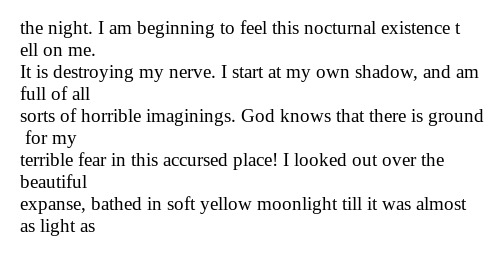 the night. I am beginning to feel this nocturnal existence t
ell on me.
It is destroying my nerve. I start at my own shadow, and am
full of all
sorts of horrible imaginings. God knows that there is ground
for my
terrible fear in this accursed place! I looked out over the
beautiful
expanse, bathed in soft yellow moonlight till it was almost
as light as